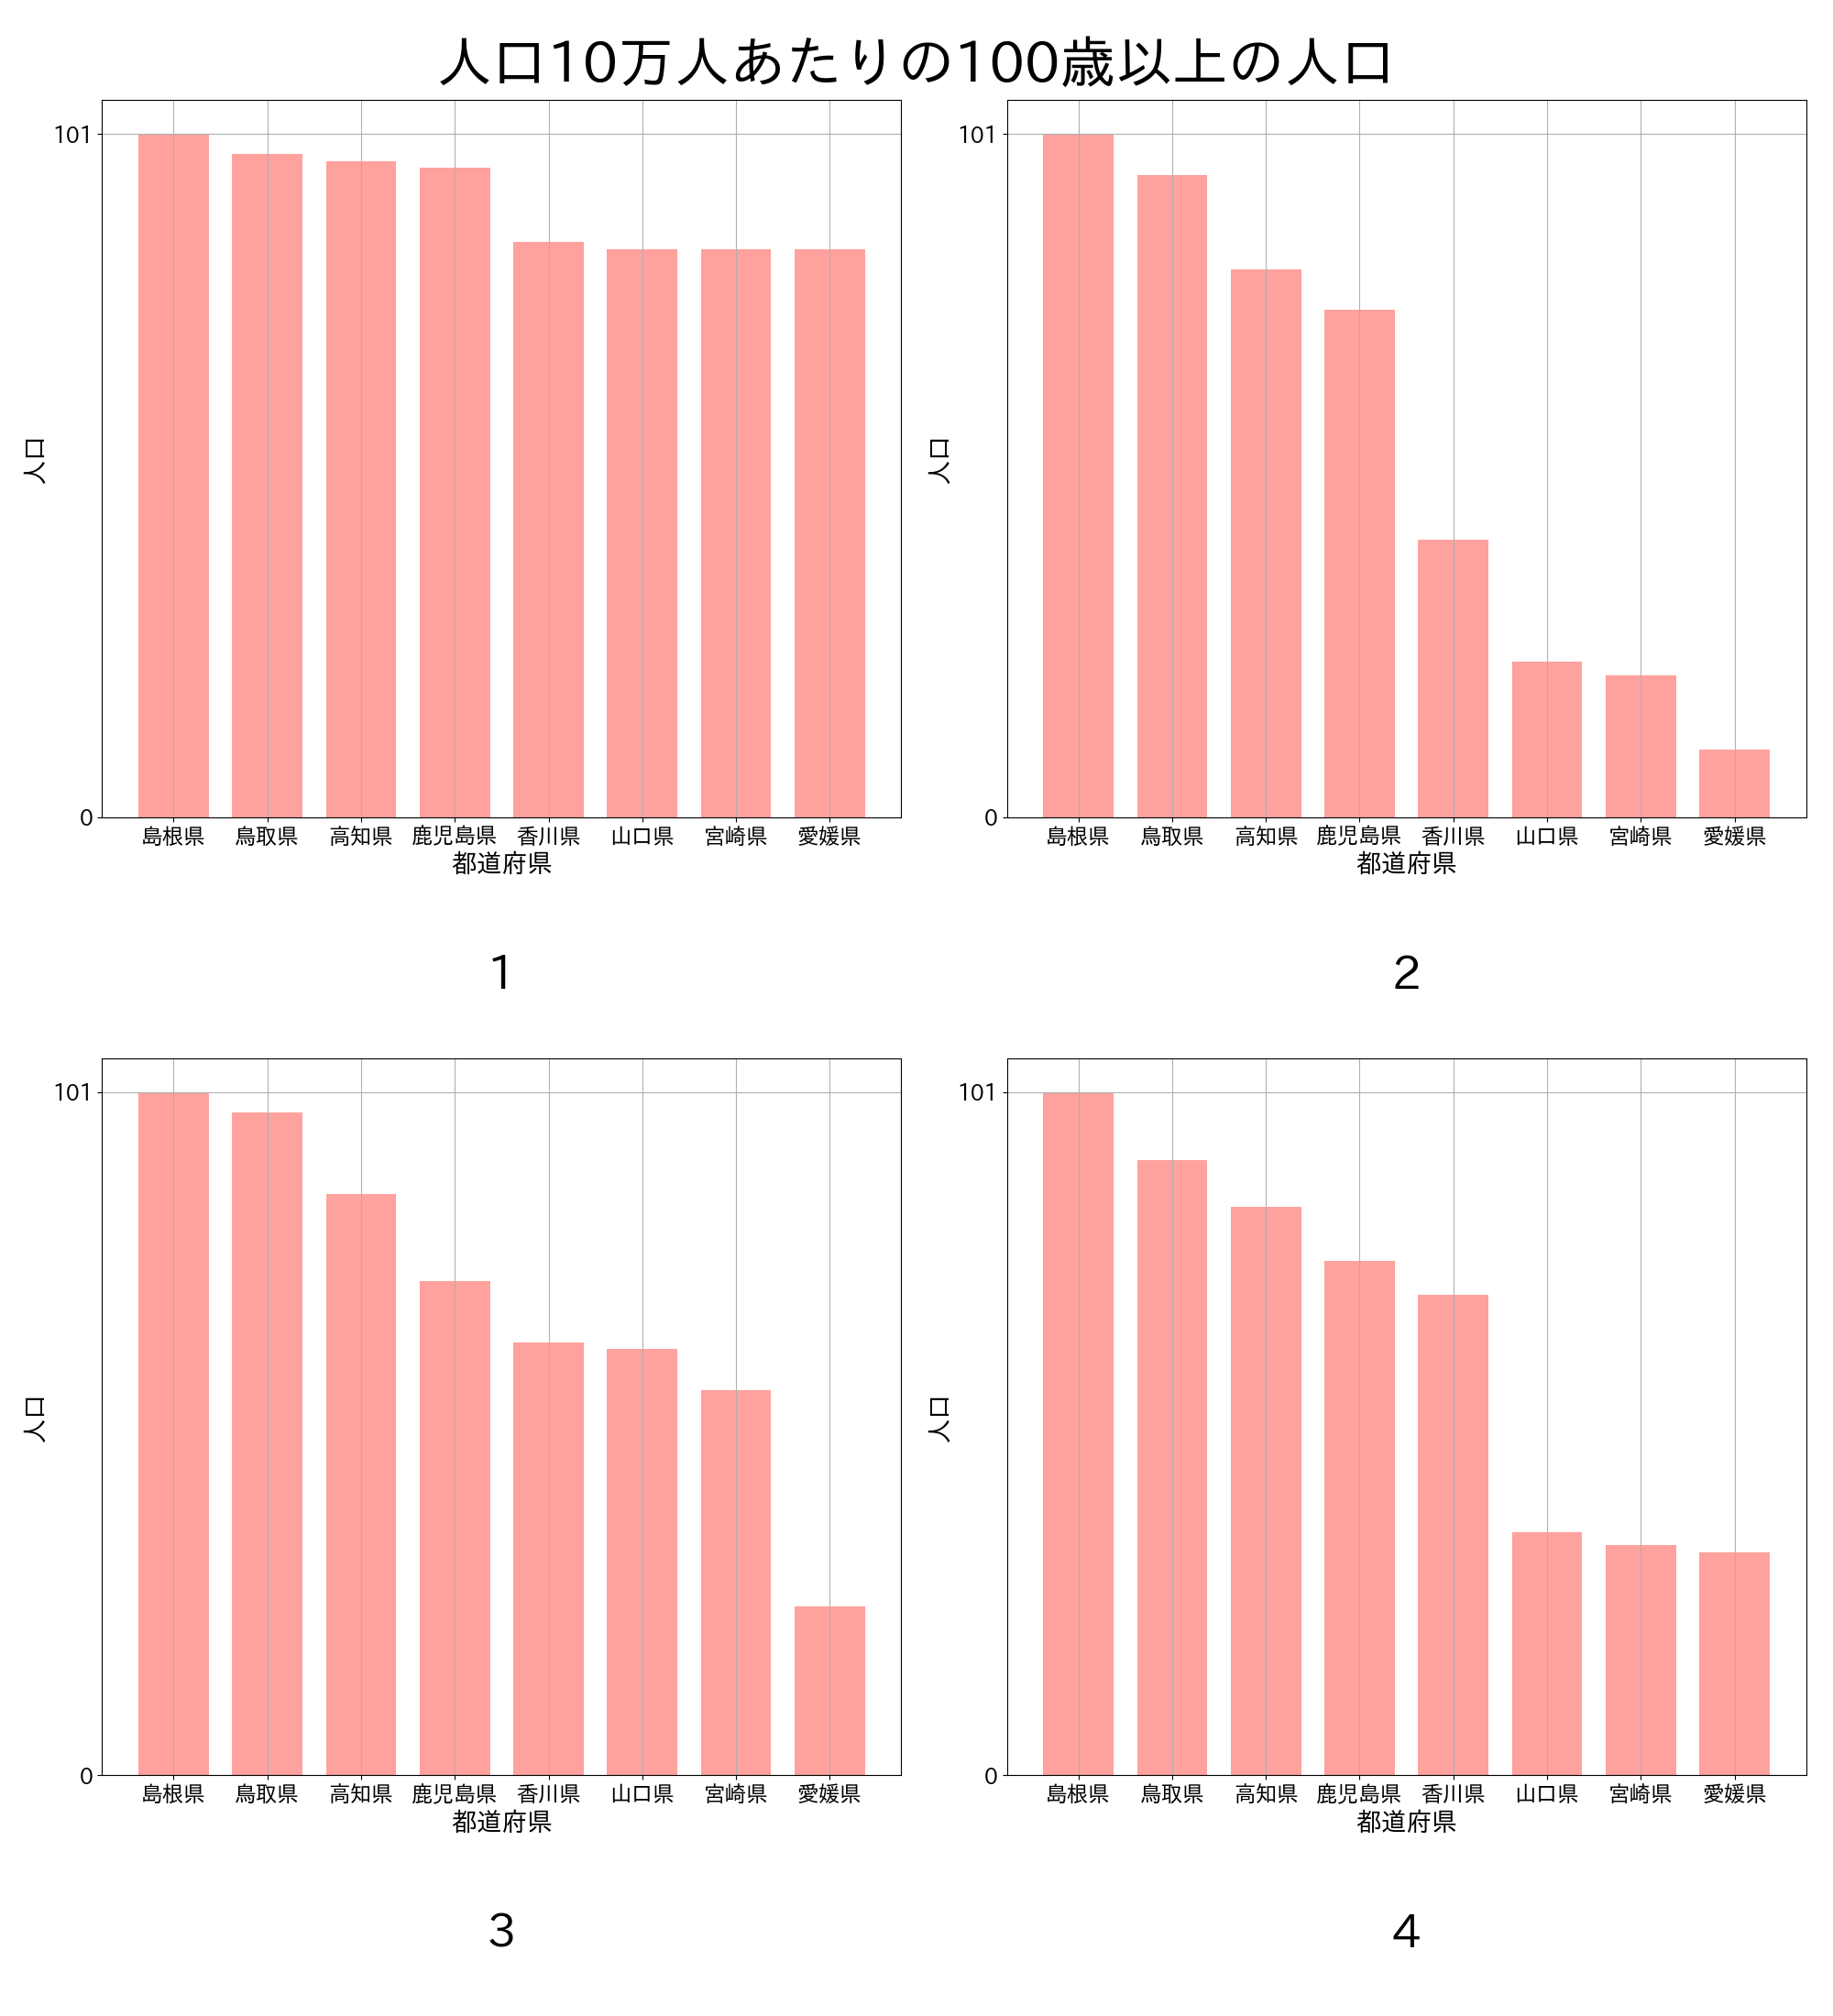 人口10万人あたりの100歳以上の人口
人口
101
0
島根県 鳥取県 高知県 鹿児島県 香川県 山口県 宮崎県 愛媛県
都道府県
1
人口
101
0
島根県 鳥取県 高知県 鹿児島県 香川県 山口県 宮崎県 愛媛県
都道府県
2
人口
101
0
島根県 鳥取県 高知県 鹿児島県 香川県 山口県 宮崎県 愛媛県
都道府県
3
人口
101
0
島根県 鳥取県 高知県 鹿児島県 香川県 山口県 宮崎県 愛媛県
都道府県
4